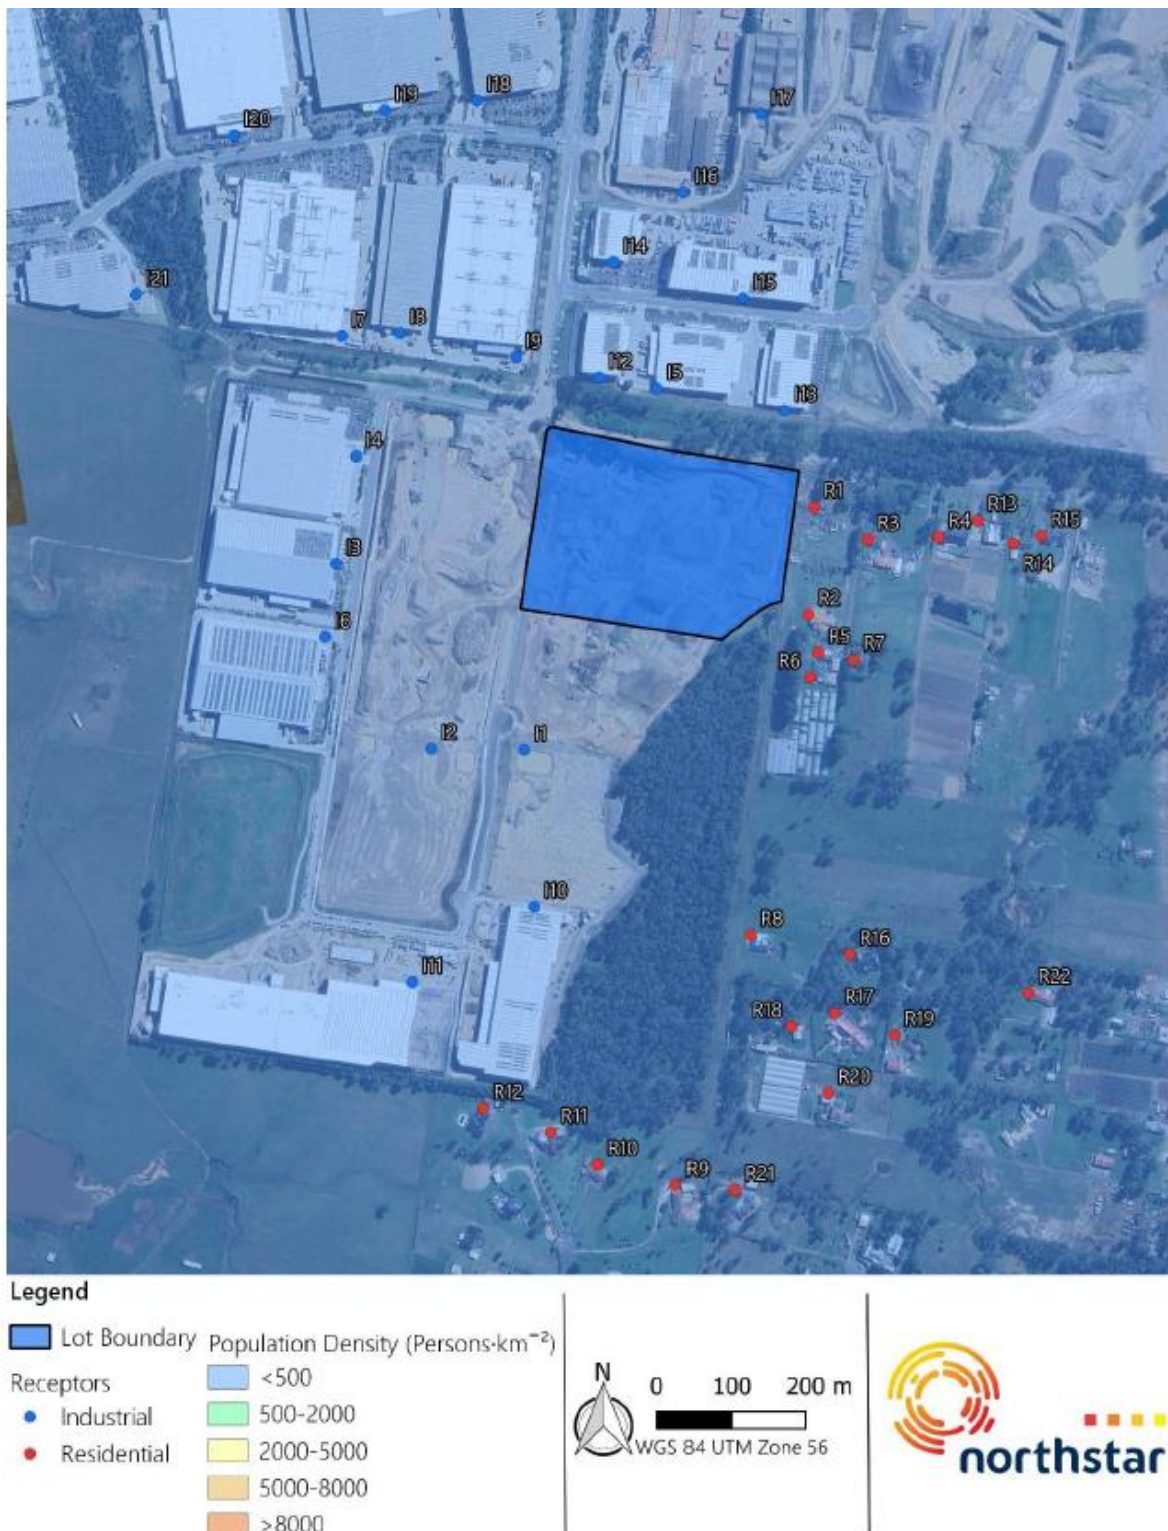 I18
I19
I17
I20
I16
I14
I21
I15
I7
I8
I9
I12
I5
I13
I4
R1
R13
R3
R4
R15
R14
I3
R2
I6
R5
R7
R6
I2
I1
I10
R8
R16
I11
R22
R17
R18
R19
R20
R12
R11
R10
R9
R21
Legend
Lot Boundary
Receptors
Industrial
Residential
Population Density (Persons·km⁻²)
<500
500-2000
2000-5000
5000-8000
>8000
N
0 100 200 m
WGS 84 UTM Zone 56
northstar